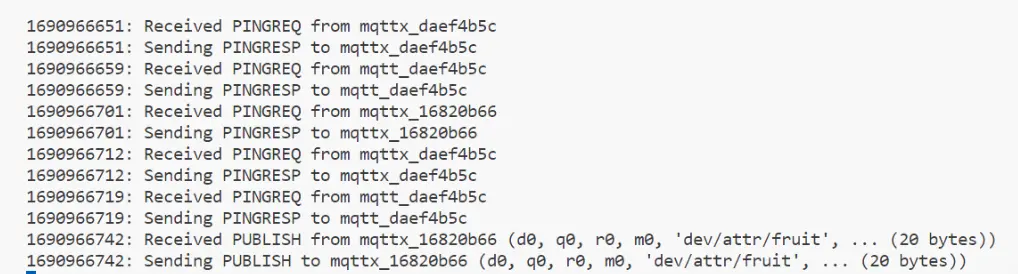 1690966651: Received PINGREQ from mqttx_daef4b5c
1690966651: Sending PINGRESP to mqttx_daef4b5c
1690966659: Received PINGREQ from mqtt_daef4b5c
1690966659: Sending PINGRESP to mqtt_daef4b5c
1690966701: Received PINGREQ from mqttx_16820b66
1690966701: Sending PINGRESP to mqttx_16820b66
1690966712: Received PINGREQ from mqttx_daef4b5c
1690966712: Sending PINGRESP to mqttx_daef4b5c
1690966719: Received PINGREQ from mqtt_daef4b5c
1690966719: Sending PINGRESP to mqtt_daef4b5c
1690966742: Received PUBLISH from mqttx_16820b66 (d0, q0, r0, m0, 'dev/attr/fruit', ... (20 bytes))
1690966742: Sending PUBLISH to mqttx_16820b66 (d0, q0, r0, m0, 'dev/attr/fruit', ... (20 bytes))